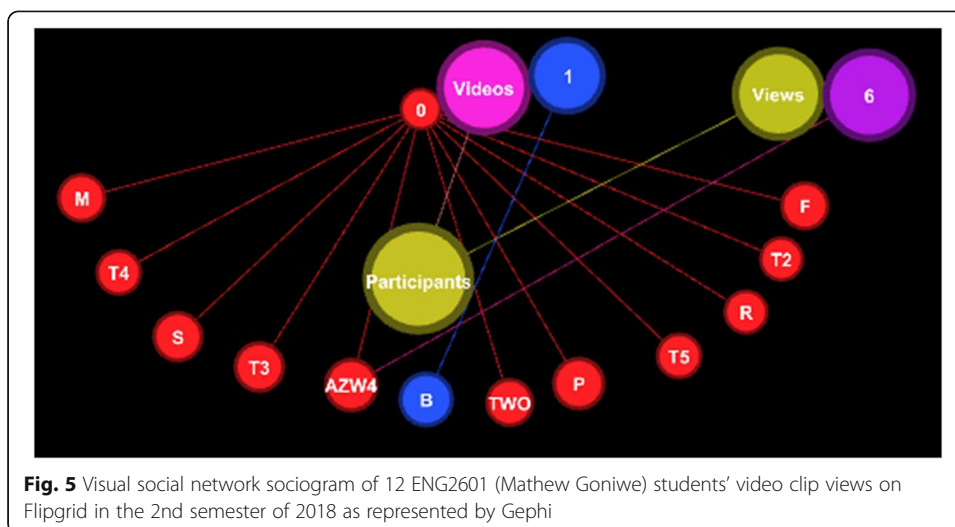 Videos
1
Views
6
0
M
F
T4
T2
Participants
R
S
T5
T3
AZW4
P
B
TWO
Fig. 5 Visual social network sociogram of 12 ENG2601 (Mathew Goniwe) students’ video clip views on
Flipgrid in the 2nd semester of 2018 as represented by Gephi